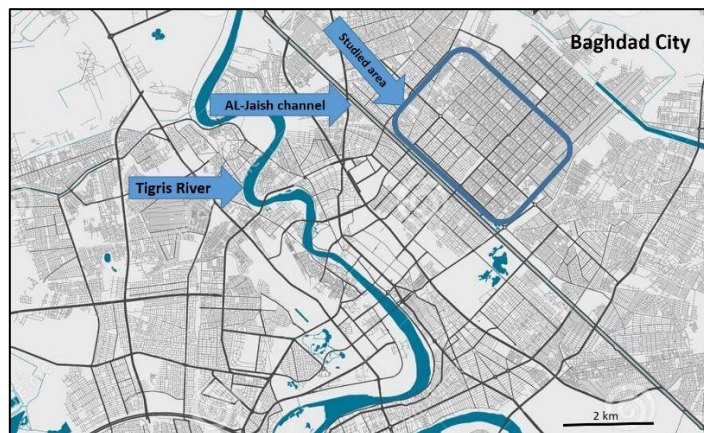 Baghdad City
Studied area
AL-Jaish channel
Tigris River
2 km